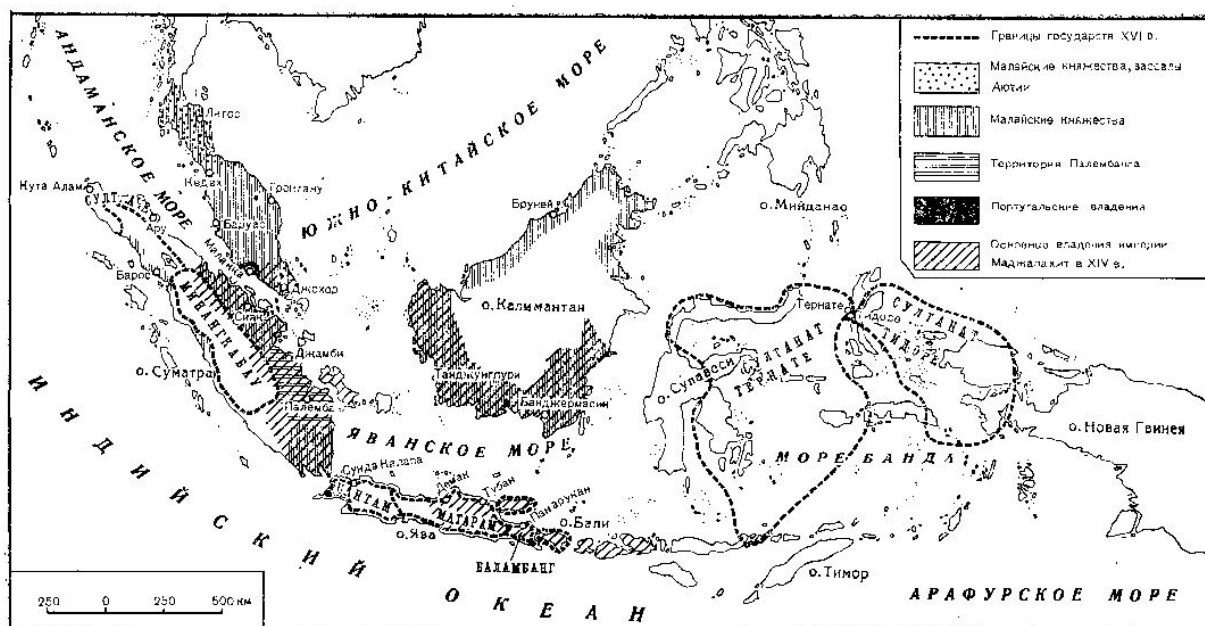 Границы государств XVI в.
Малайские княжества, вассалы
Аютии
Малайские княжества
Территория Палембанга
Португальские владения
Основные владения империи
Маджапахит в XIV в.
АНДАМАНСКОЕ МОРЕ
ЮЖНО-КИТАЙСКОЕ МОРЕ
Лигор
Кедах
Тренгану
Кута Алам
СУЛТ.
Ару
Баруас
Малакка
Барос
Джохор
Сиак
МИНАНГКАБАУ
Джамби
о.Суматра
Палембанг
Бруней
о.Минданао
о.Калимантан
Танджунгпури
Банджермасин
Тернате
Тидоре
СУЛТАНАТ
ТИДОРЕ
о.Сулавеси
СУЛТАНАТ
ТЕРНАТЕ
о.Новая Гвинея
ЯВАНСКОЕ МОРЕ
МОРЕ БАНДА
Сунда Калапа
Демак
Тубан
Панарукан
МАТАРАМ
о.Бали
о.Ява
БАЛАМБАНГ
о.Тимор
ИНДИЙСКИЙ ОКЕАН
АРАФУРСКОЕ МОРЕ
250 0 250 500 км